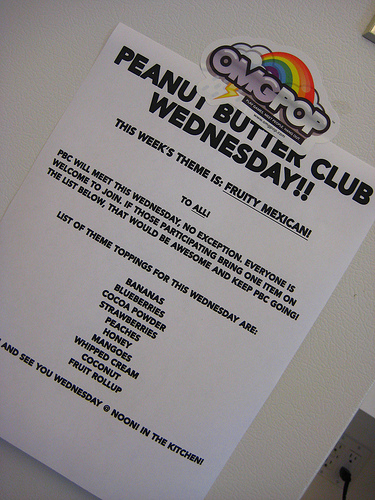 OMGPOP
PEANUT BUTTER CLUB
WEDNESDAY!!
THIS WEEK'S THEME IS: FRUITY MEXICAN!
TO ALL!
PBC WILL MEET THIS WEDNESDAY, NO EXCEPTION. EVERYONE IS
WELCOME TO JOIN. IF THOSE PARTICIPATING BRING ONE ITEM ON
THE LIST BELOW, THAT WOULD BE AWESOME AND KEEP PBC GOING!
LIST OF THEME TOPPINGS FOR THIS WEDNESDAY ARE:
BANANAS
BLUEBERRIES
COCOA POWDER
STRAWBERRIES
PEACHES
HONEY
MANGOES
WHIPPED CREAM
COCONUT
FRUIT ROLLUP
AND SEE YOU WEDNESDAY @ NOON! IN THE KITCHEN!